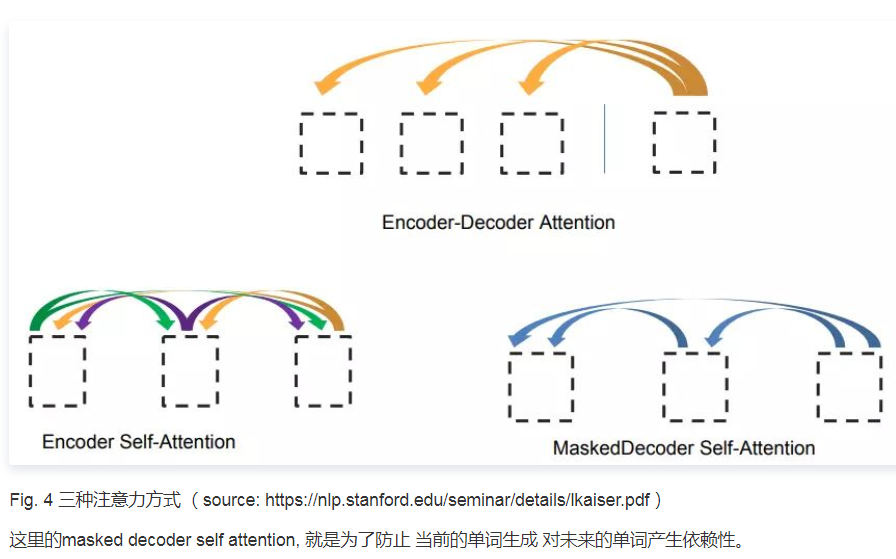 Encoder-Decoder Attention
Encoder Self-Attention
MaskedDecoder Self-Attention
Fig. 4 三种注意力方式（ source: https://nlp.stanford.edu/seminar/details/lkaiser.pdf ）
这里的masked decoder self attention, 就是为了防止 当前的单词生成 对未来的单词产生依赖性。